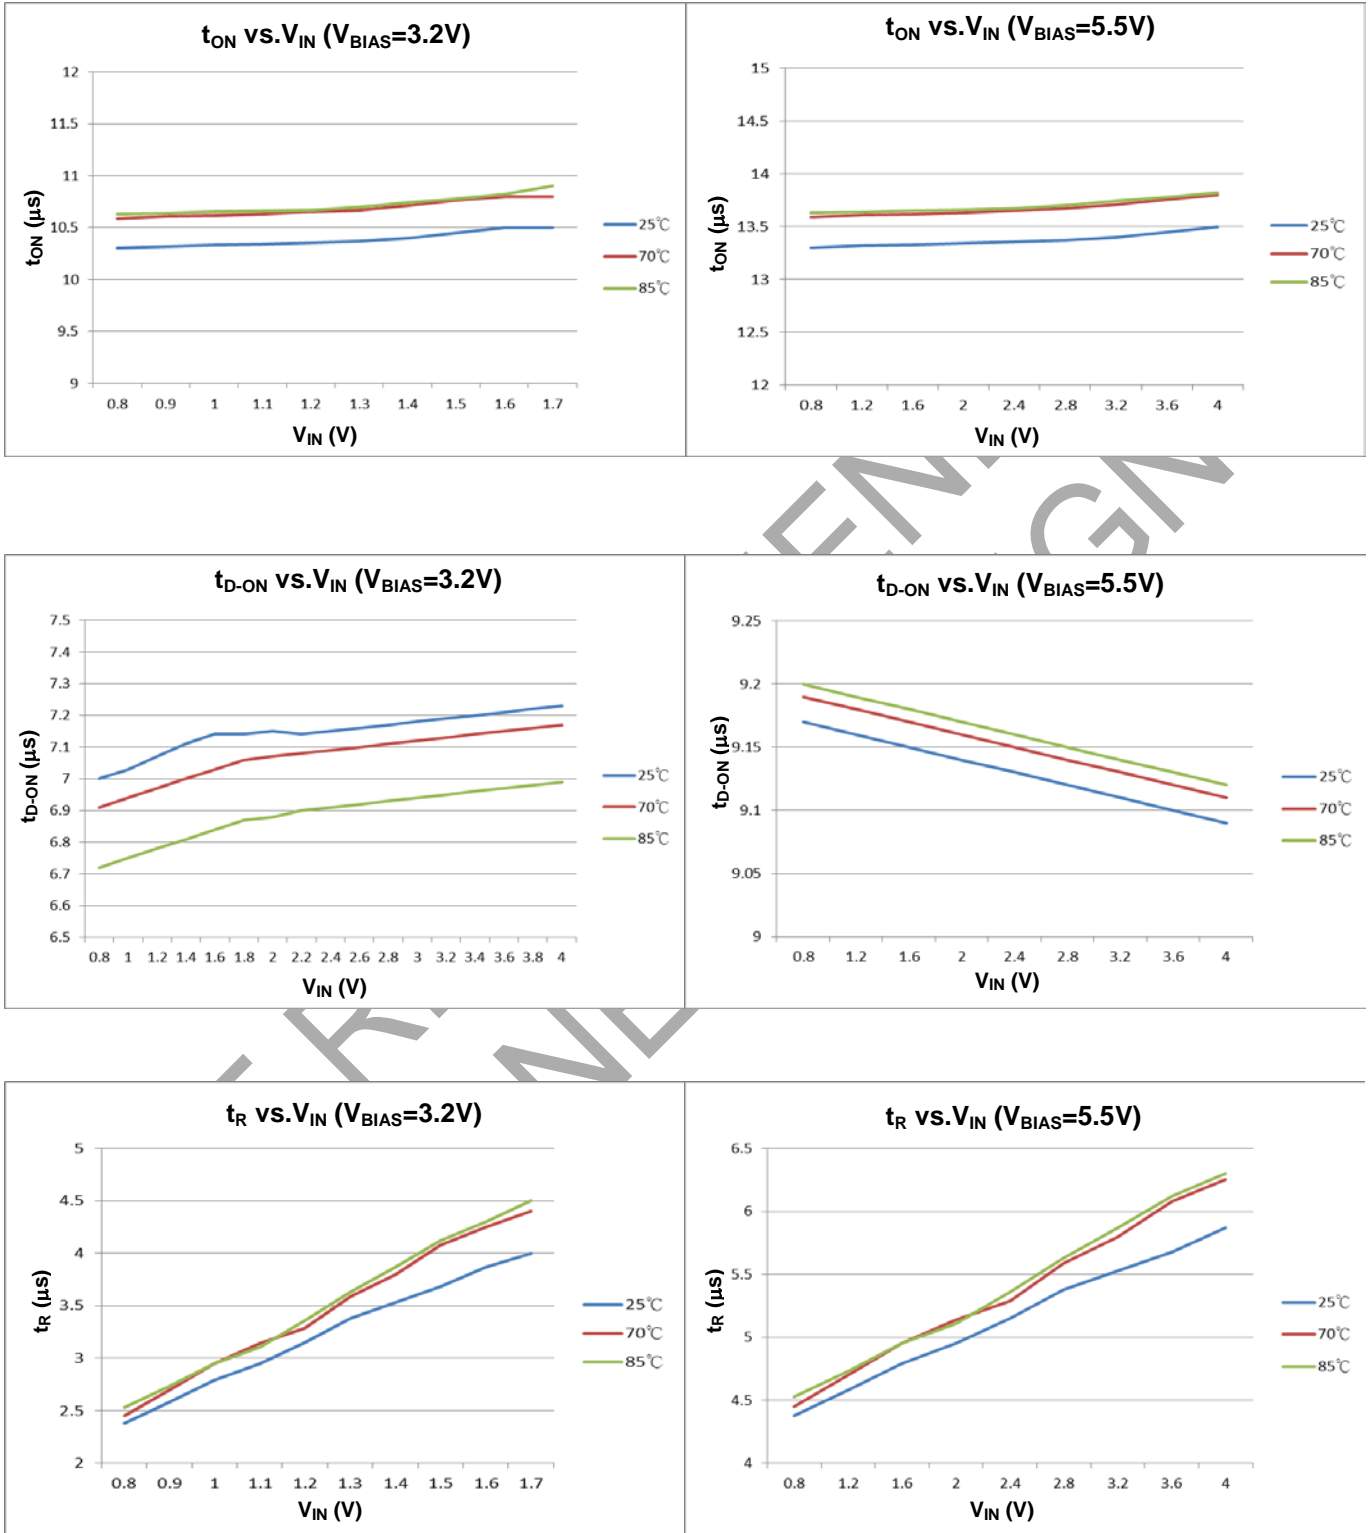 tON vs.VIN (VBIAS=3.2V)
12
11.5
11
10.5
10
9.5
9
tON (μs)
0.8 0.9 1 1.1 1.2 1.3 1.4 1.5 1.6 1.7
VIN (V)
25℃
70℃
85℃
tON vs.VIN (VBIAS=5.5V)
15
14.5
14
13.5
13
12.5
12
tON (μs)
0.8 1.2 1.6 2 2.4 2.8 3.2 3.6 4
VIN (V)
25℃
70℃
85℃
tD-ON vs.VIN (VBIAS=3.2V)
7.5
7.4
7.3
7.2
7.1
7
6.9
6.8
6.7
6.6
6.5
tD-ON (μs)
0.8 1 1.2 1.4 1.6 1.8 2 2.2 2.4 2.6 2.8 3 3.2 3.4 3.6 3.8 4
VIN (V)
25℃
70℃
85℃
tD-ON vs.VIN (VBIAS=5.5V)
9.25
9.2
9.15
9.1
9.05
9
tD-ON (μs)
0.8 1.2 1.6 2 2.4 2.8 3.2 3.6 4
VIN (V)
25℃
70℃
85℃
tR vs.VIN (VBIAS=3.2V)
5
4.5
4
3.5
3
2.5
2
tR (μs)
0.8 0.9 1 1.1 1.2 1.3 1.4 1.5 1.6 1.7
VIN (V)
25℃
70℃
85℃
tR vs.VIN (VBIAS=5.5V)
6.5
6
5.5
5
4.5
4
tR (μs)
0.8 1.2 1.6 2 2.4 2.8 3.2 3.6 4
VIN (V)
25℃
70℃
85℃